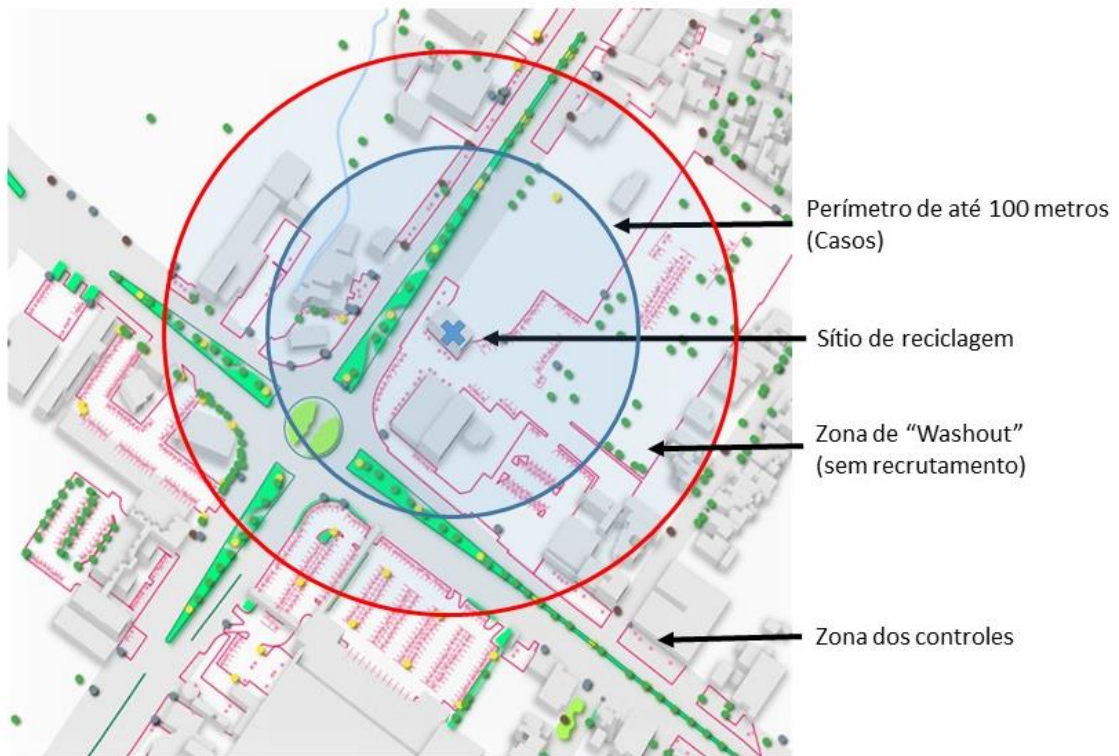 Perímetro de até 100 metros
(Casos)
Sítio de reciclagem
Zona de “Washout”
(sem recrutamento)
Zona dos controles